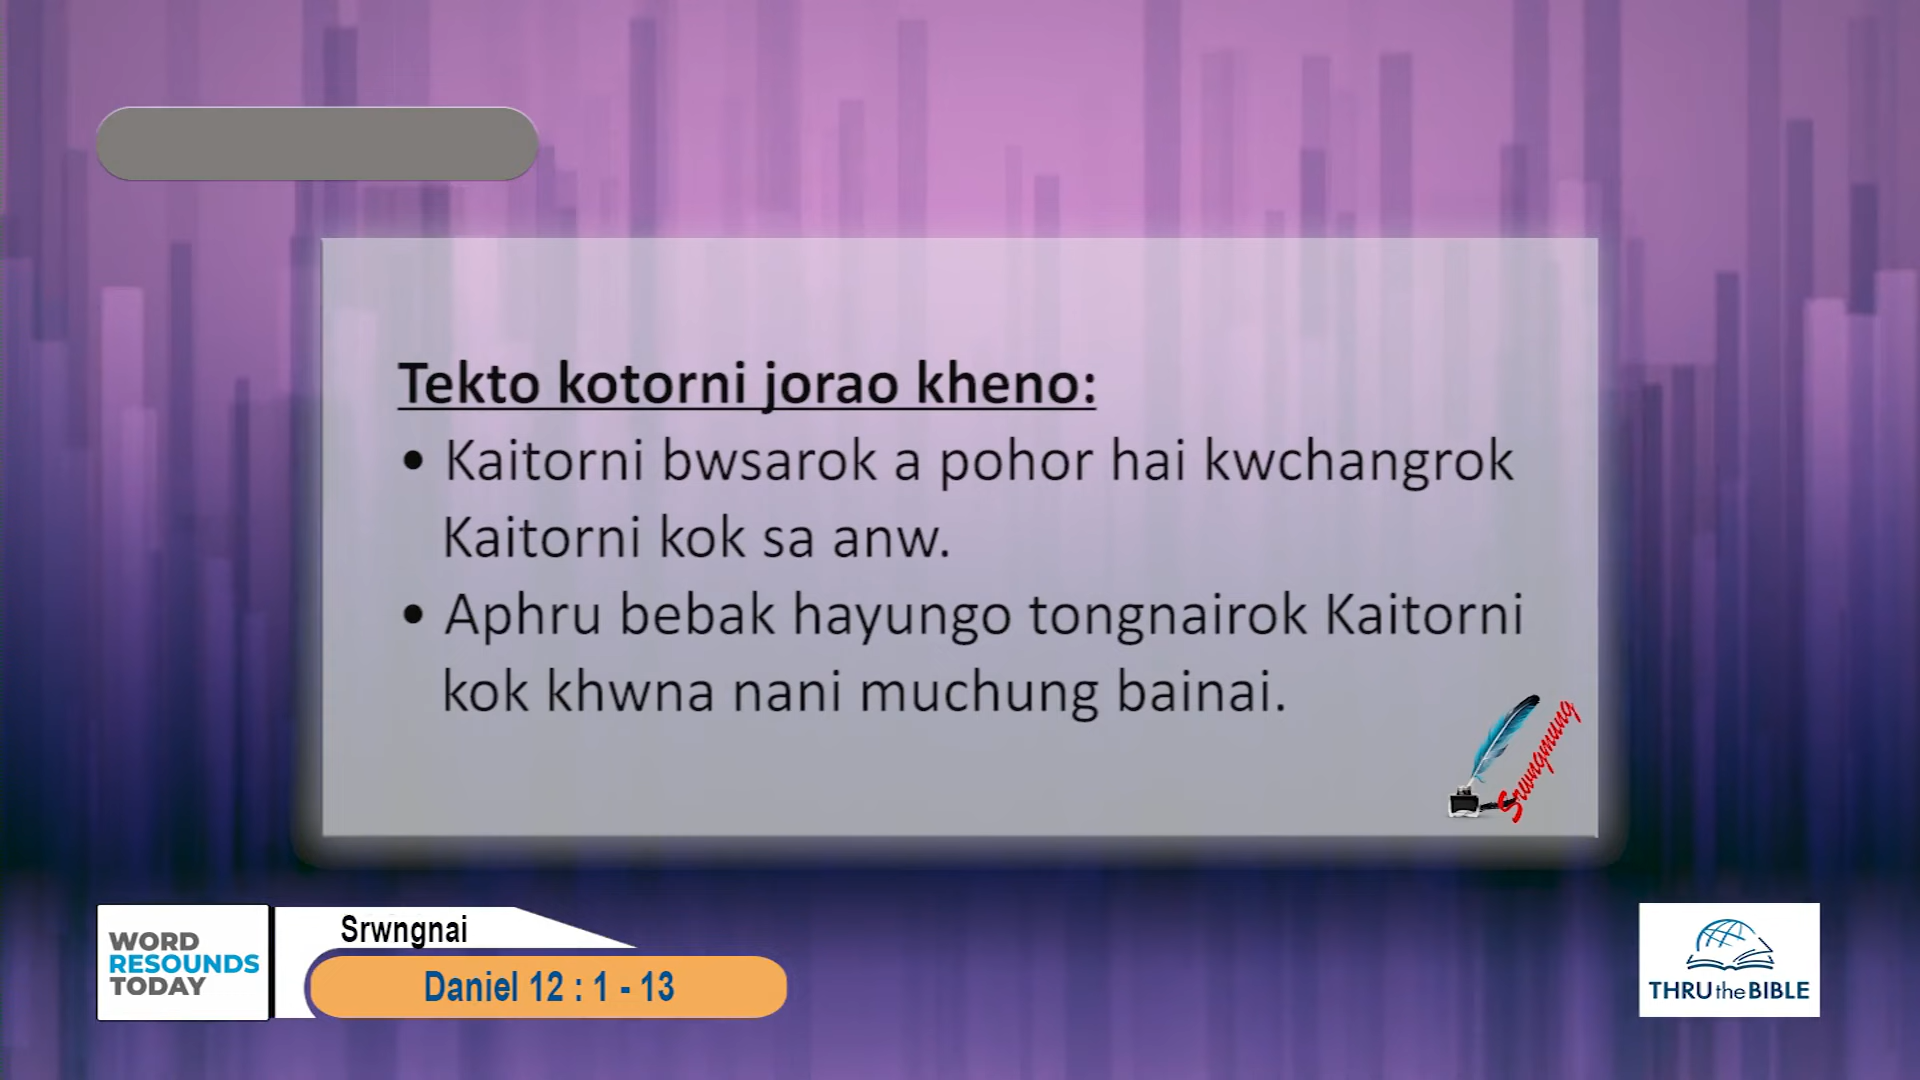 Tekto kotorni jorao kheno:
• Kaitorni bwsarok a pohor hai kwchangrok
Kaitorni kok sa anw.
• Aphru bebak hayungo tongnairok Kaitorni
kok khwna nani muchung bainai.
Srwngmung
WORD
RESOUNDS
TODAY
Srwngnai
Daniel 12 : 1 - 13
THRU the BIBLE